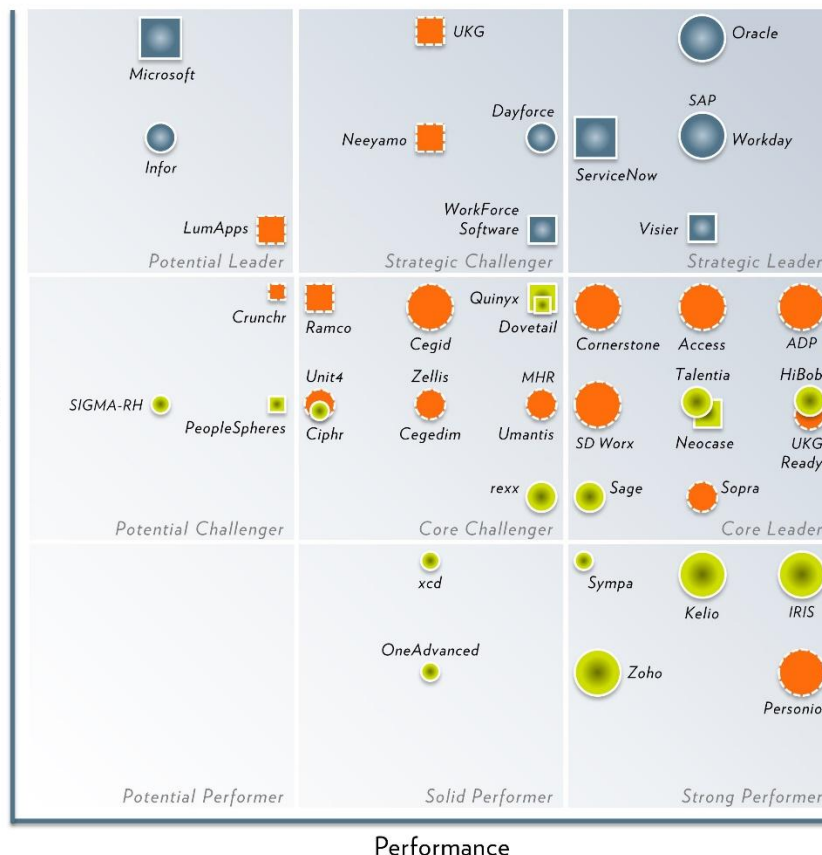 UKG
Oracle
Microsoft
SAP
Dayforce
Neeyamo
Workday
Infor
ServiceNow
WorkForce
Software
LumApps
Visier
Potential Leader
Strategic Challenger
Strategic Leader
Crunchr
Ramco
Cegid
Quinyx
Dovetail
Cornerstone
Access
ADP
Unit4
Zellis
MHR
Talentia
HiBob
SIGMA-RH
PeopleSpheres
Ciphr
Cegedim
Umantis
SD Worx
Neocase
UKG
Ready
rexx
Sage
Sopra
Potential Challenger
Core Challenger
Core Leader
xcd
Sympa
Kelio
IRIS
OneAdvanced
Zoho
Personio
Potential Performer
Solid Performer
Strong Performer
Performance